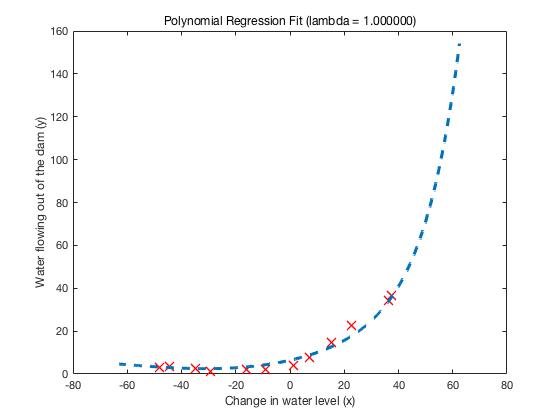 Polynomial Regression Fit (lambda = 1.000000)
Water flowing out of the dam (y)
160
140
120
100
80
60
40
20
0
-80 -60 -40 -20 0 20 40 60 80
Change in water level (x)